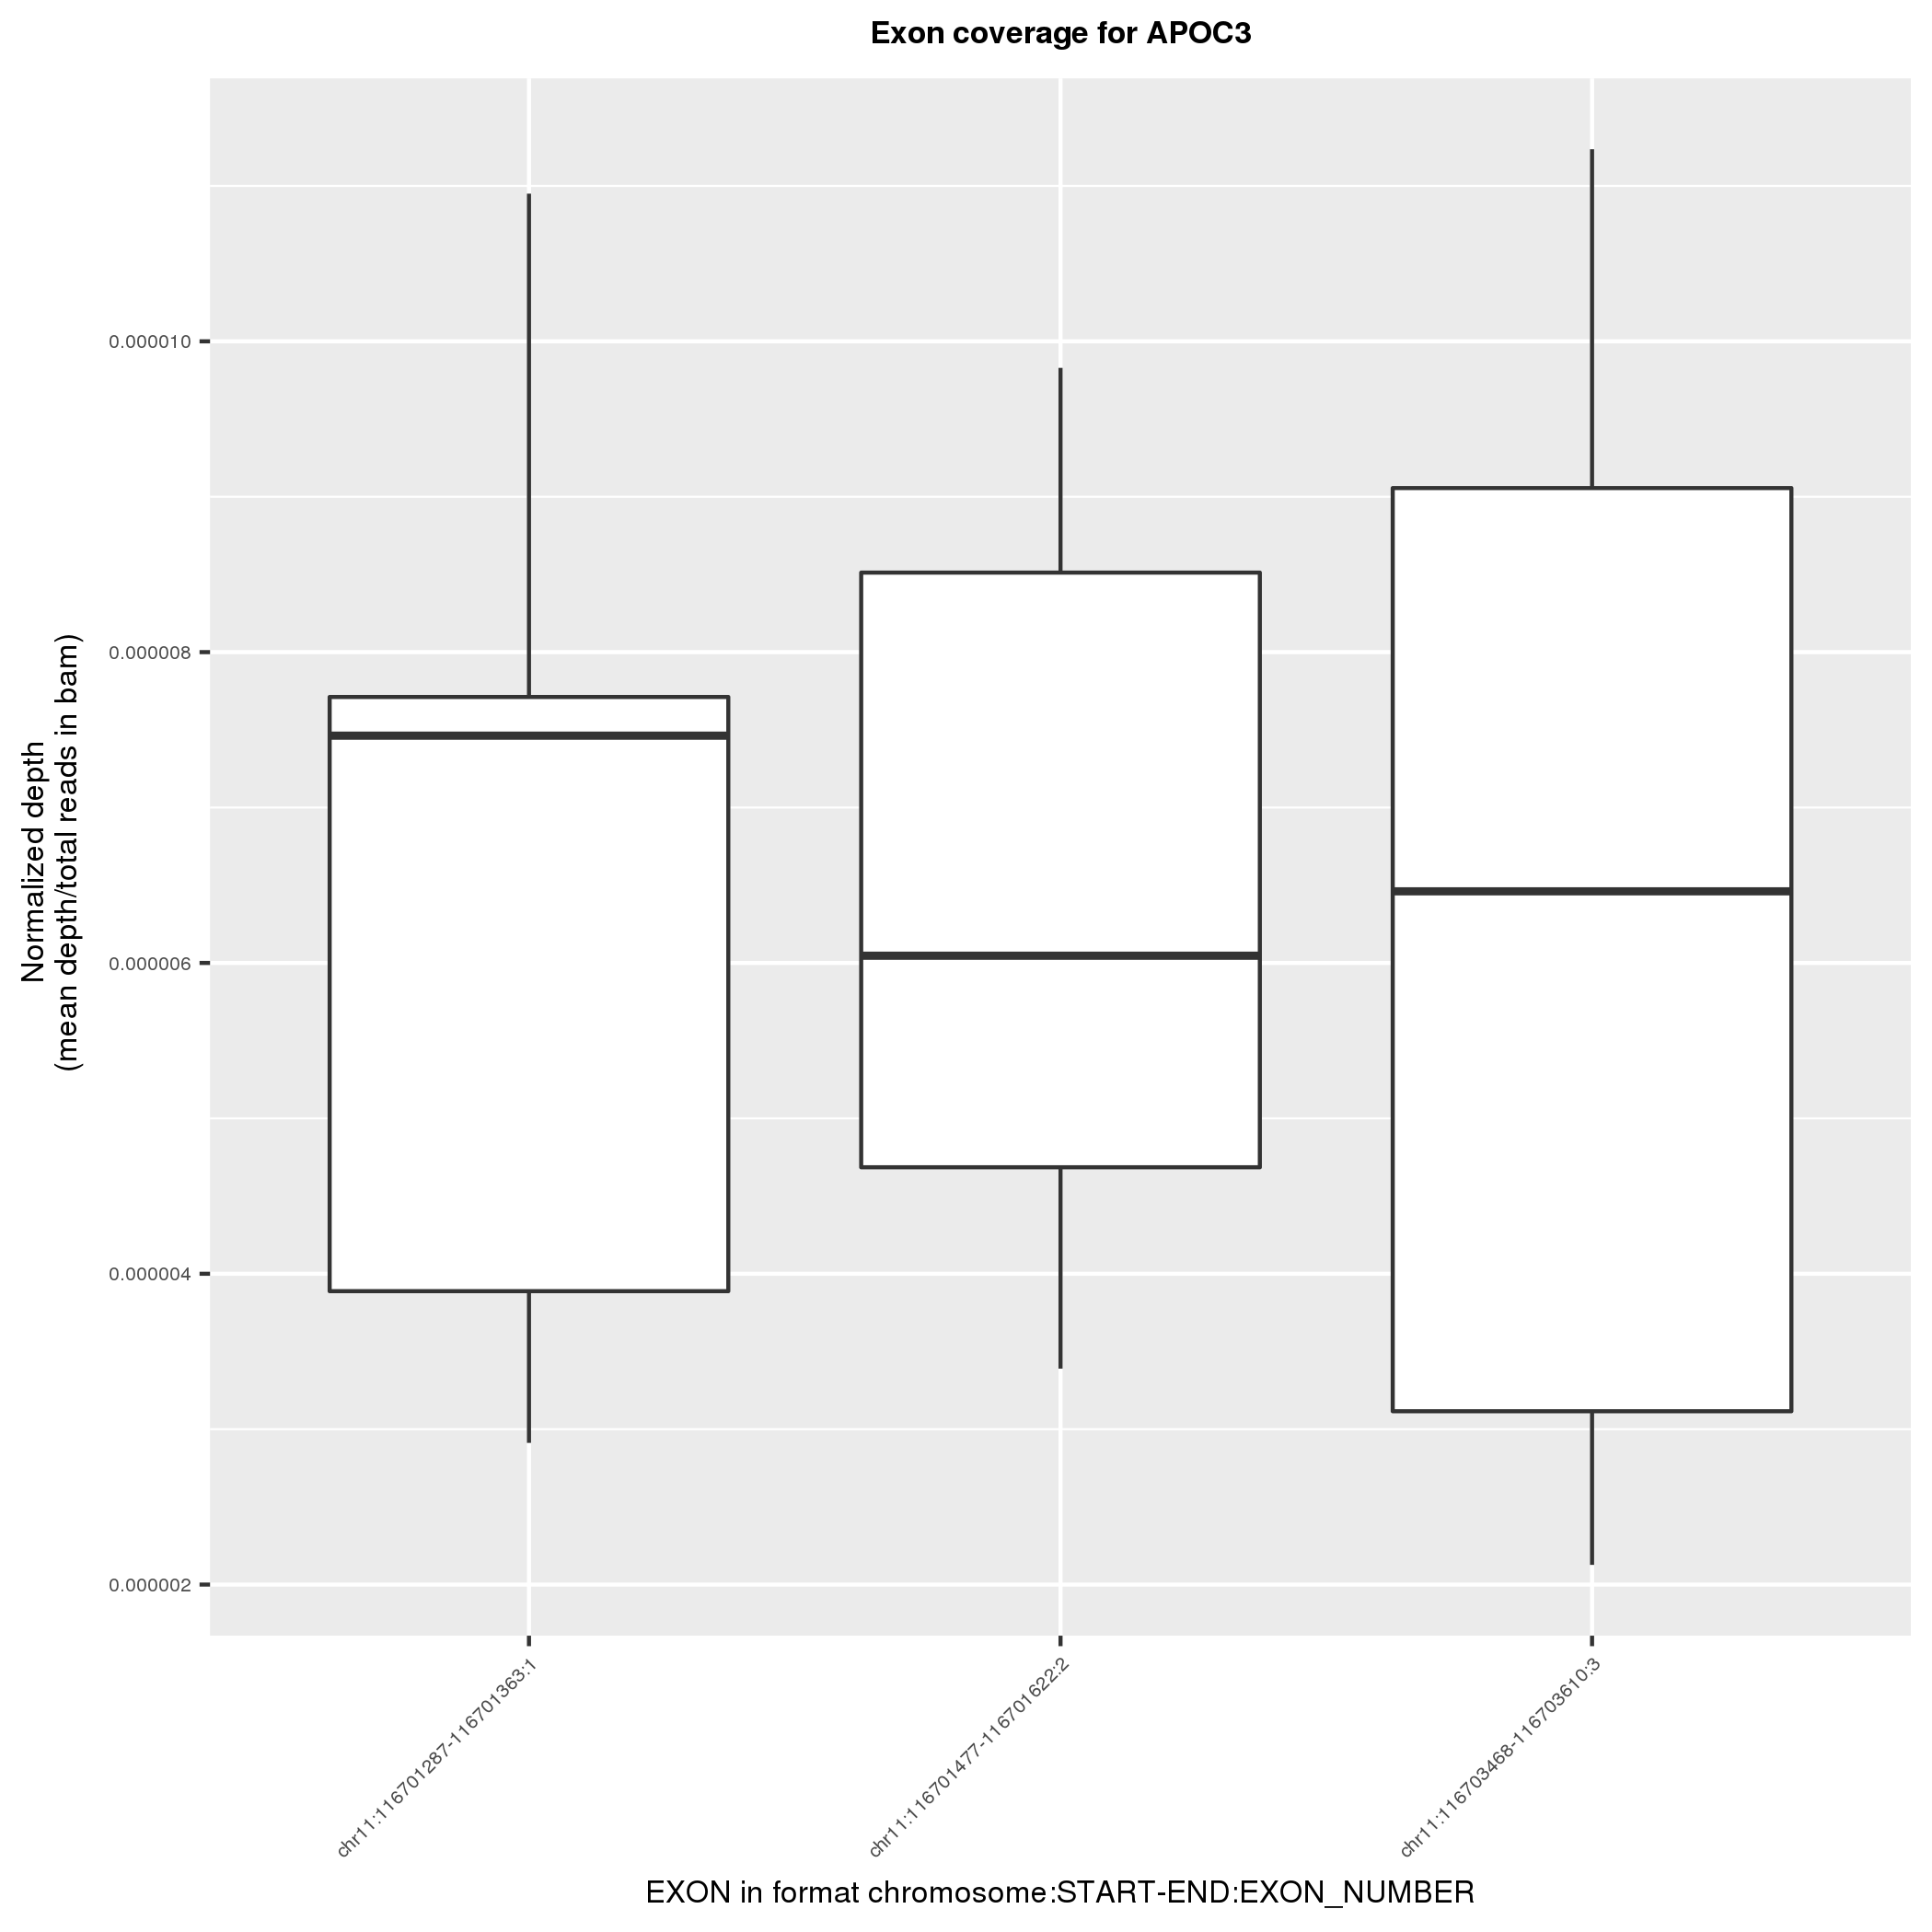 Exon coverage for APOC3
Normalized depth
(mean depth/total reads in bam)
0.000010
0.000008
0.000006
0.000004
0.000002
chr11:116701287-116701363:1
chr11:116701477-116701622:2
chr11:116703468-116703610:3
EXON in format chromosome:START-END:EXON_NUMBER